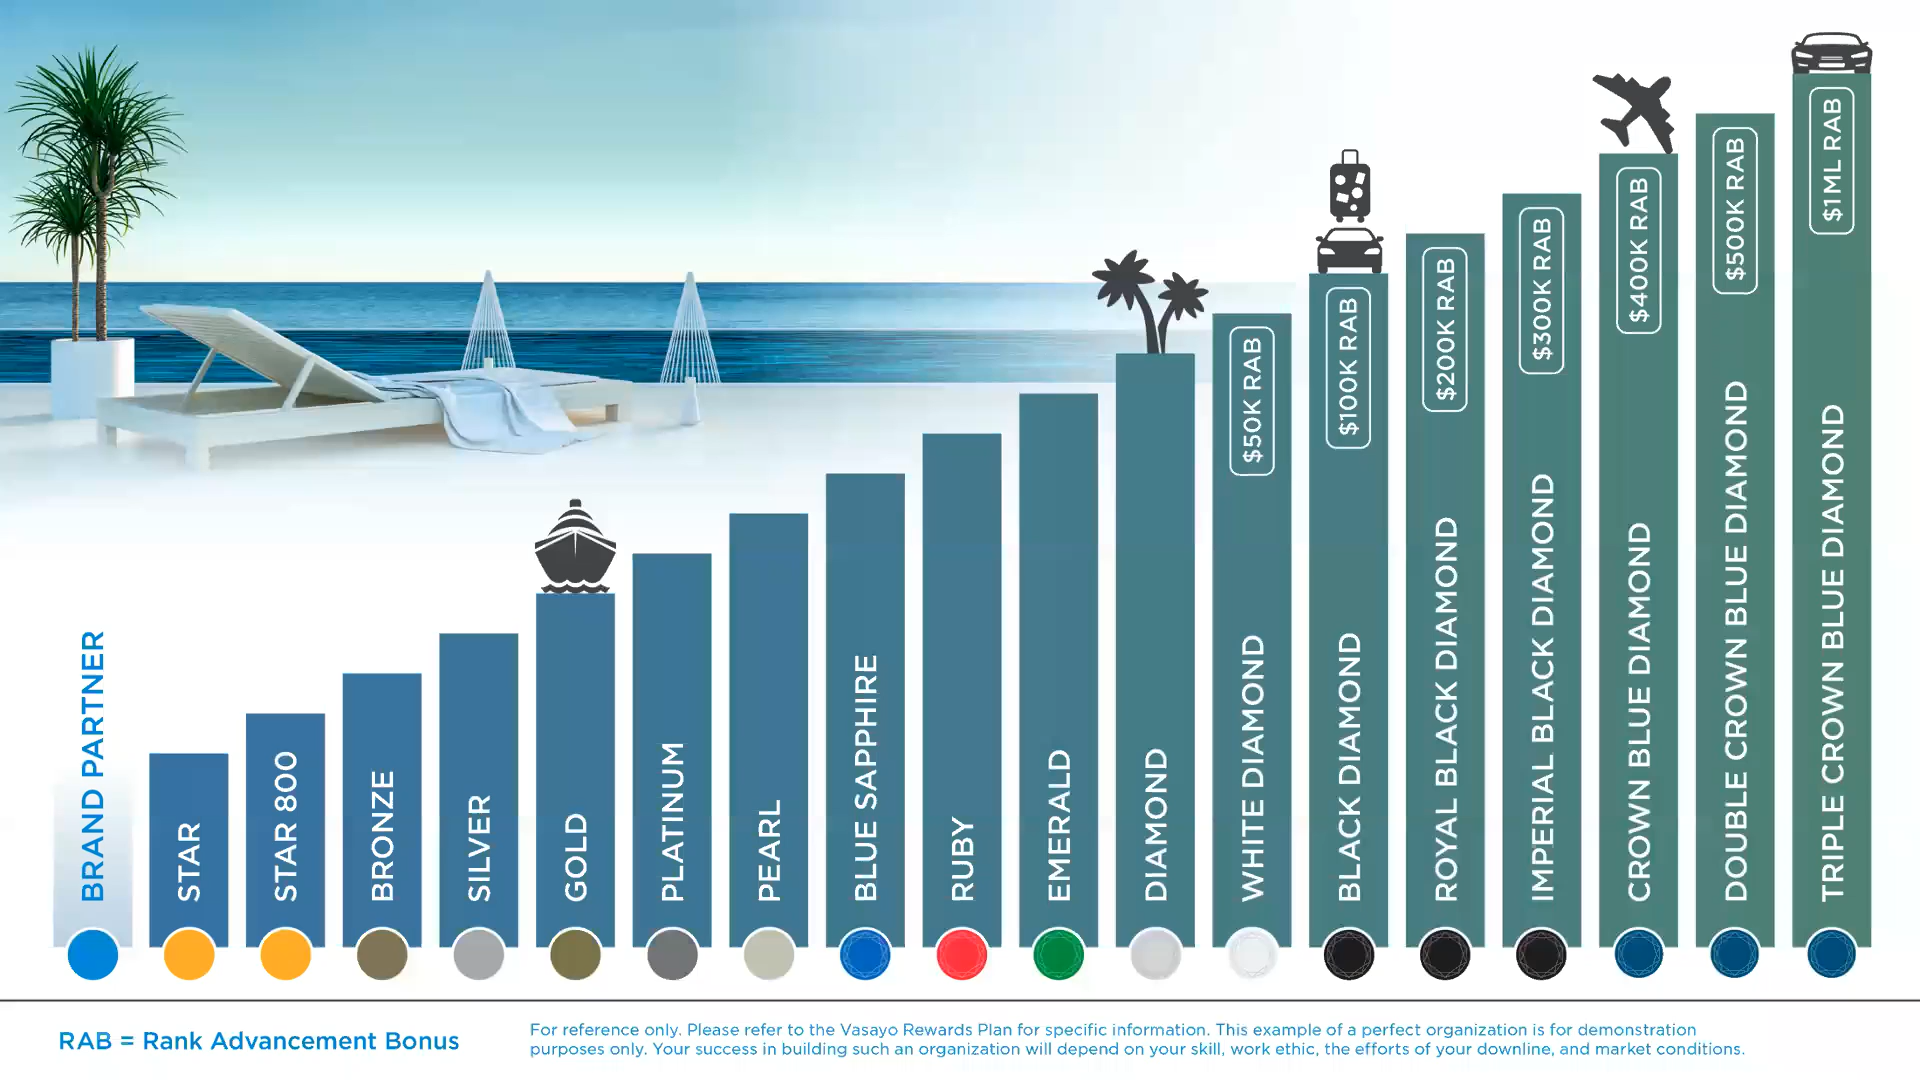 BRAND PARTNER
STAR
STAR 800
BRONZE
SILVER
GOLD
PLATINUM
PEARL
BLUE SAPPHIRE
RUBY
EMERALD
DIAMOND
WHITE DIAMOND
$50K RAB
BLACK DIAMOND
$100K RAB
ROYAL BLACK DIAMOND
$200K RAB
IMPERIAL BLACK DIAMOND
$300K RAB
CROWN BLUE DIAMOND
$400K RAB
DOUBLE CROWN BLUE DIAMOND
$500K RAB
TRIPLE CROWN BLUE DIAMOND
$1ML RAB
RAB = Rank Advancement Bonus
For reference only. Please refer to the Vasayo Rewards Plan for specific information. This example of a perfect organization is for demonstration
purposes only. Your success in building such an organization will depend on your skill, work ethic, the efforts of your downline, and market conditions.